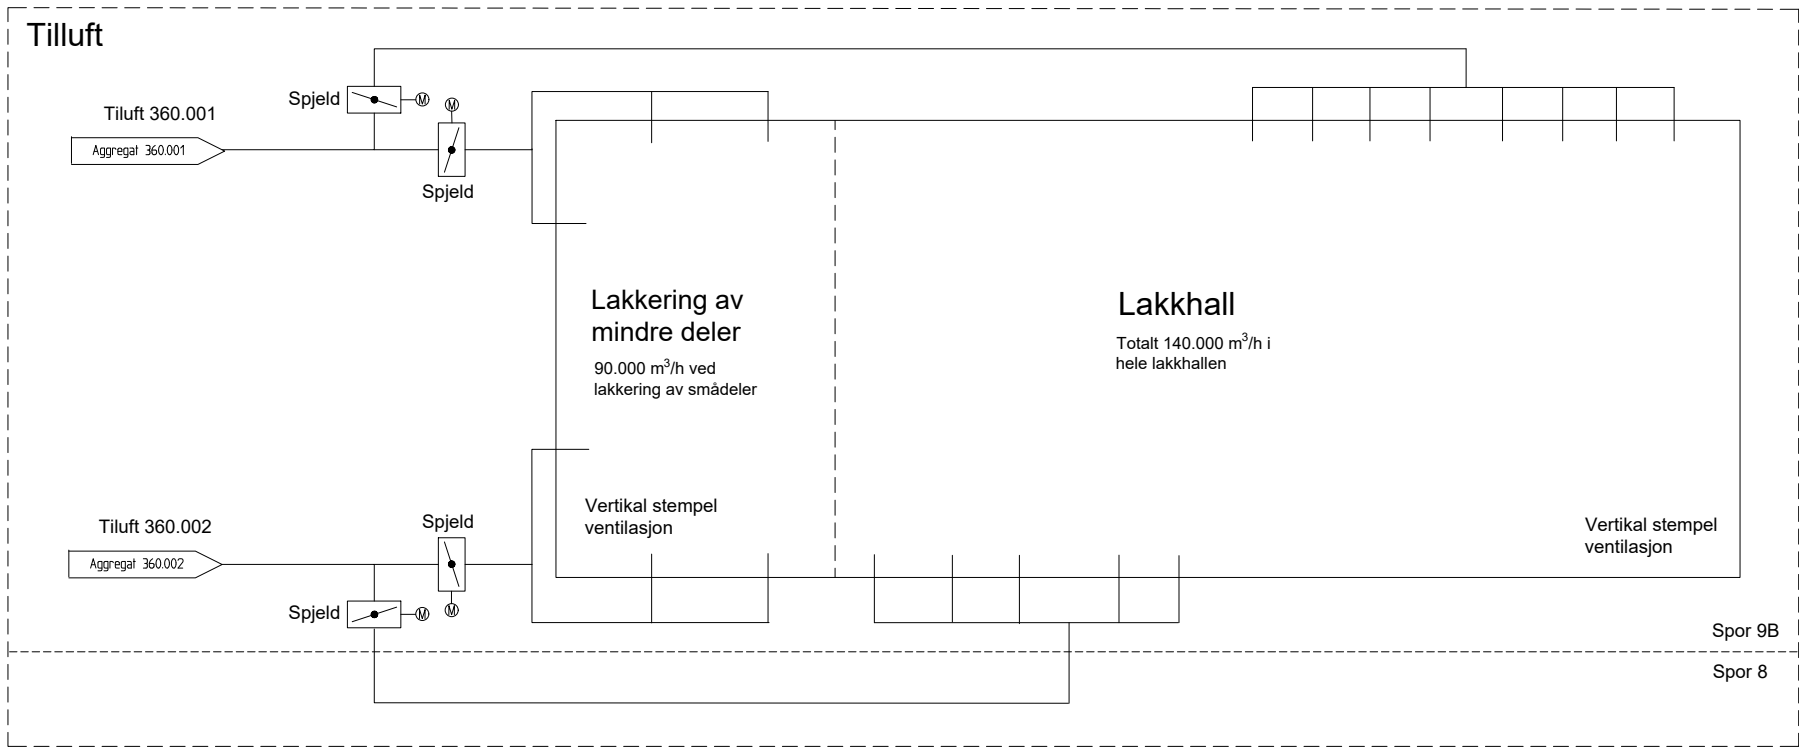 Tilluft
Spjeld
M
M
Tiluft 360.001
Aggregat 360.001
Spjeld
Lakkering av
mindre deler
90.000 m³/h ved
lakkering av smådeler
Lakkhall
Totalt 140.000 m³/h i
hele lakkhallen
Vertikal stempel
ventilasjon
Vertikal stempel
ventilasjon
Tiluft 360.002
Aggregat 360.002
Spjeld
Spjeld
M
M
Spor 9B
Spor 8